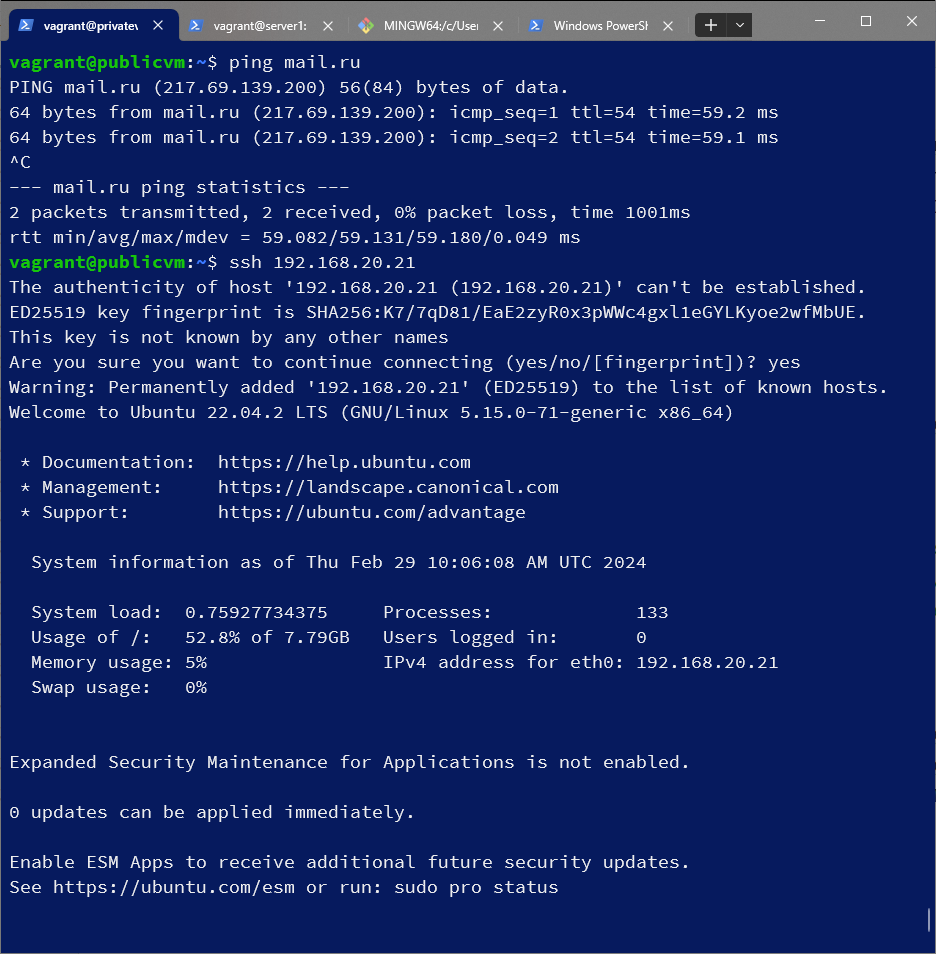 vagrant@private
vagrant@server1:
MINGW64:/c/User
Windows PowerSh
vagrant@publicvm:~$ ping mail.ru
PING mail.ru (217.69.139.200) 56(84) bytes of data.
64 bytes from mail.ru (217.69.139.200): icmp_seq=1 ttl=54 time=59.2 ms
64 bytes from mail.ru (217.69.139.200): icmp_seq=2 ttl=54 time=59.1 ms
^C
--- mail.ru ping statistics ---
2 packets transmitted, 2 received, 0% packet loss, time 1001ms
rtt min/avg/max/mdev = 59.082/59.131/59.180/0.049 ms
vagrant@publicvm:~$ ssh 192.168.20.21
The authenticity of host '192.168.20.21 (192.168.20.21)' can't be established.
ED25519 key fingerprint is SHA256:K7/7qD81/EaE2zyR0x3pWWc4gxl1eGYLKyoe2wfMbUE.
This key is not known by any other names
Are you sure you want to continue connecting (yes/no/[fingerprint])? yes
Warning: Permanently added '192.168.20.21' (ED25519) to the list of known hosts.
Welcome to Ubuntu 22.04.2 LTS (GNU/Linux 5.15.0-71-generic x86_64)
* Documentation:  https://help.ubuntu.com
* Management:     https://landscape.canonical.com
* Support:        https://ubuntu.com/advantage
System information as of Thu Feb 29 10:06:08 AM UTC 2024
System load:  0.75927734375     Processes:             133
Usage of /:   52.8% of 7.79GB   Users logged in:       0
Memory usage: 5%                IPv4 address for eth0: 192.168.20.21
Swap usage:   0%
Expanded Security Maintenance for Applications is not enabled.
0 updates can be applied immediately.
Enable ESM Apps to receive additional future security updates.
See https://ubuntu.com/esm or run: sudo pro status